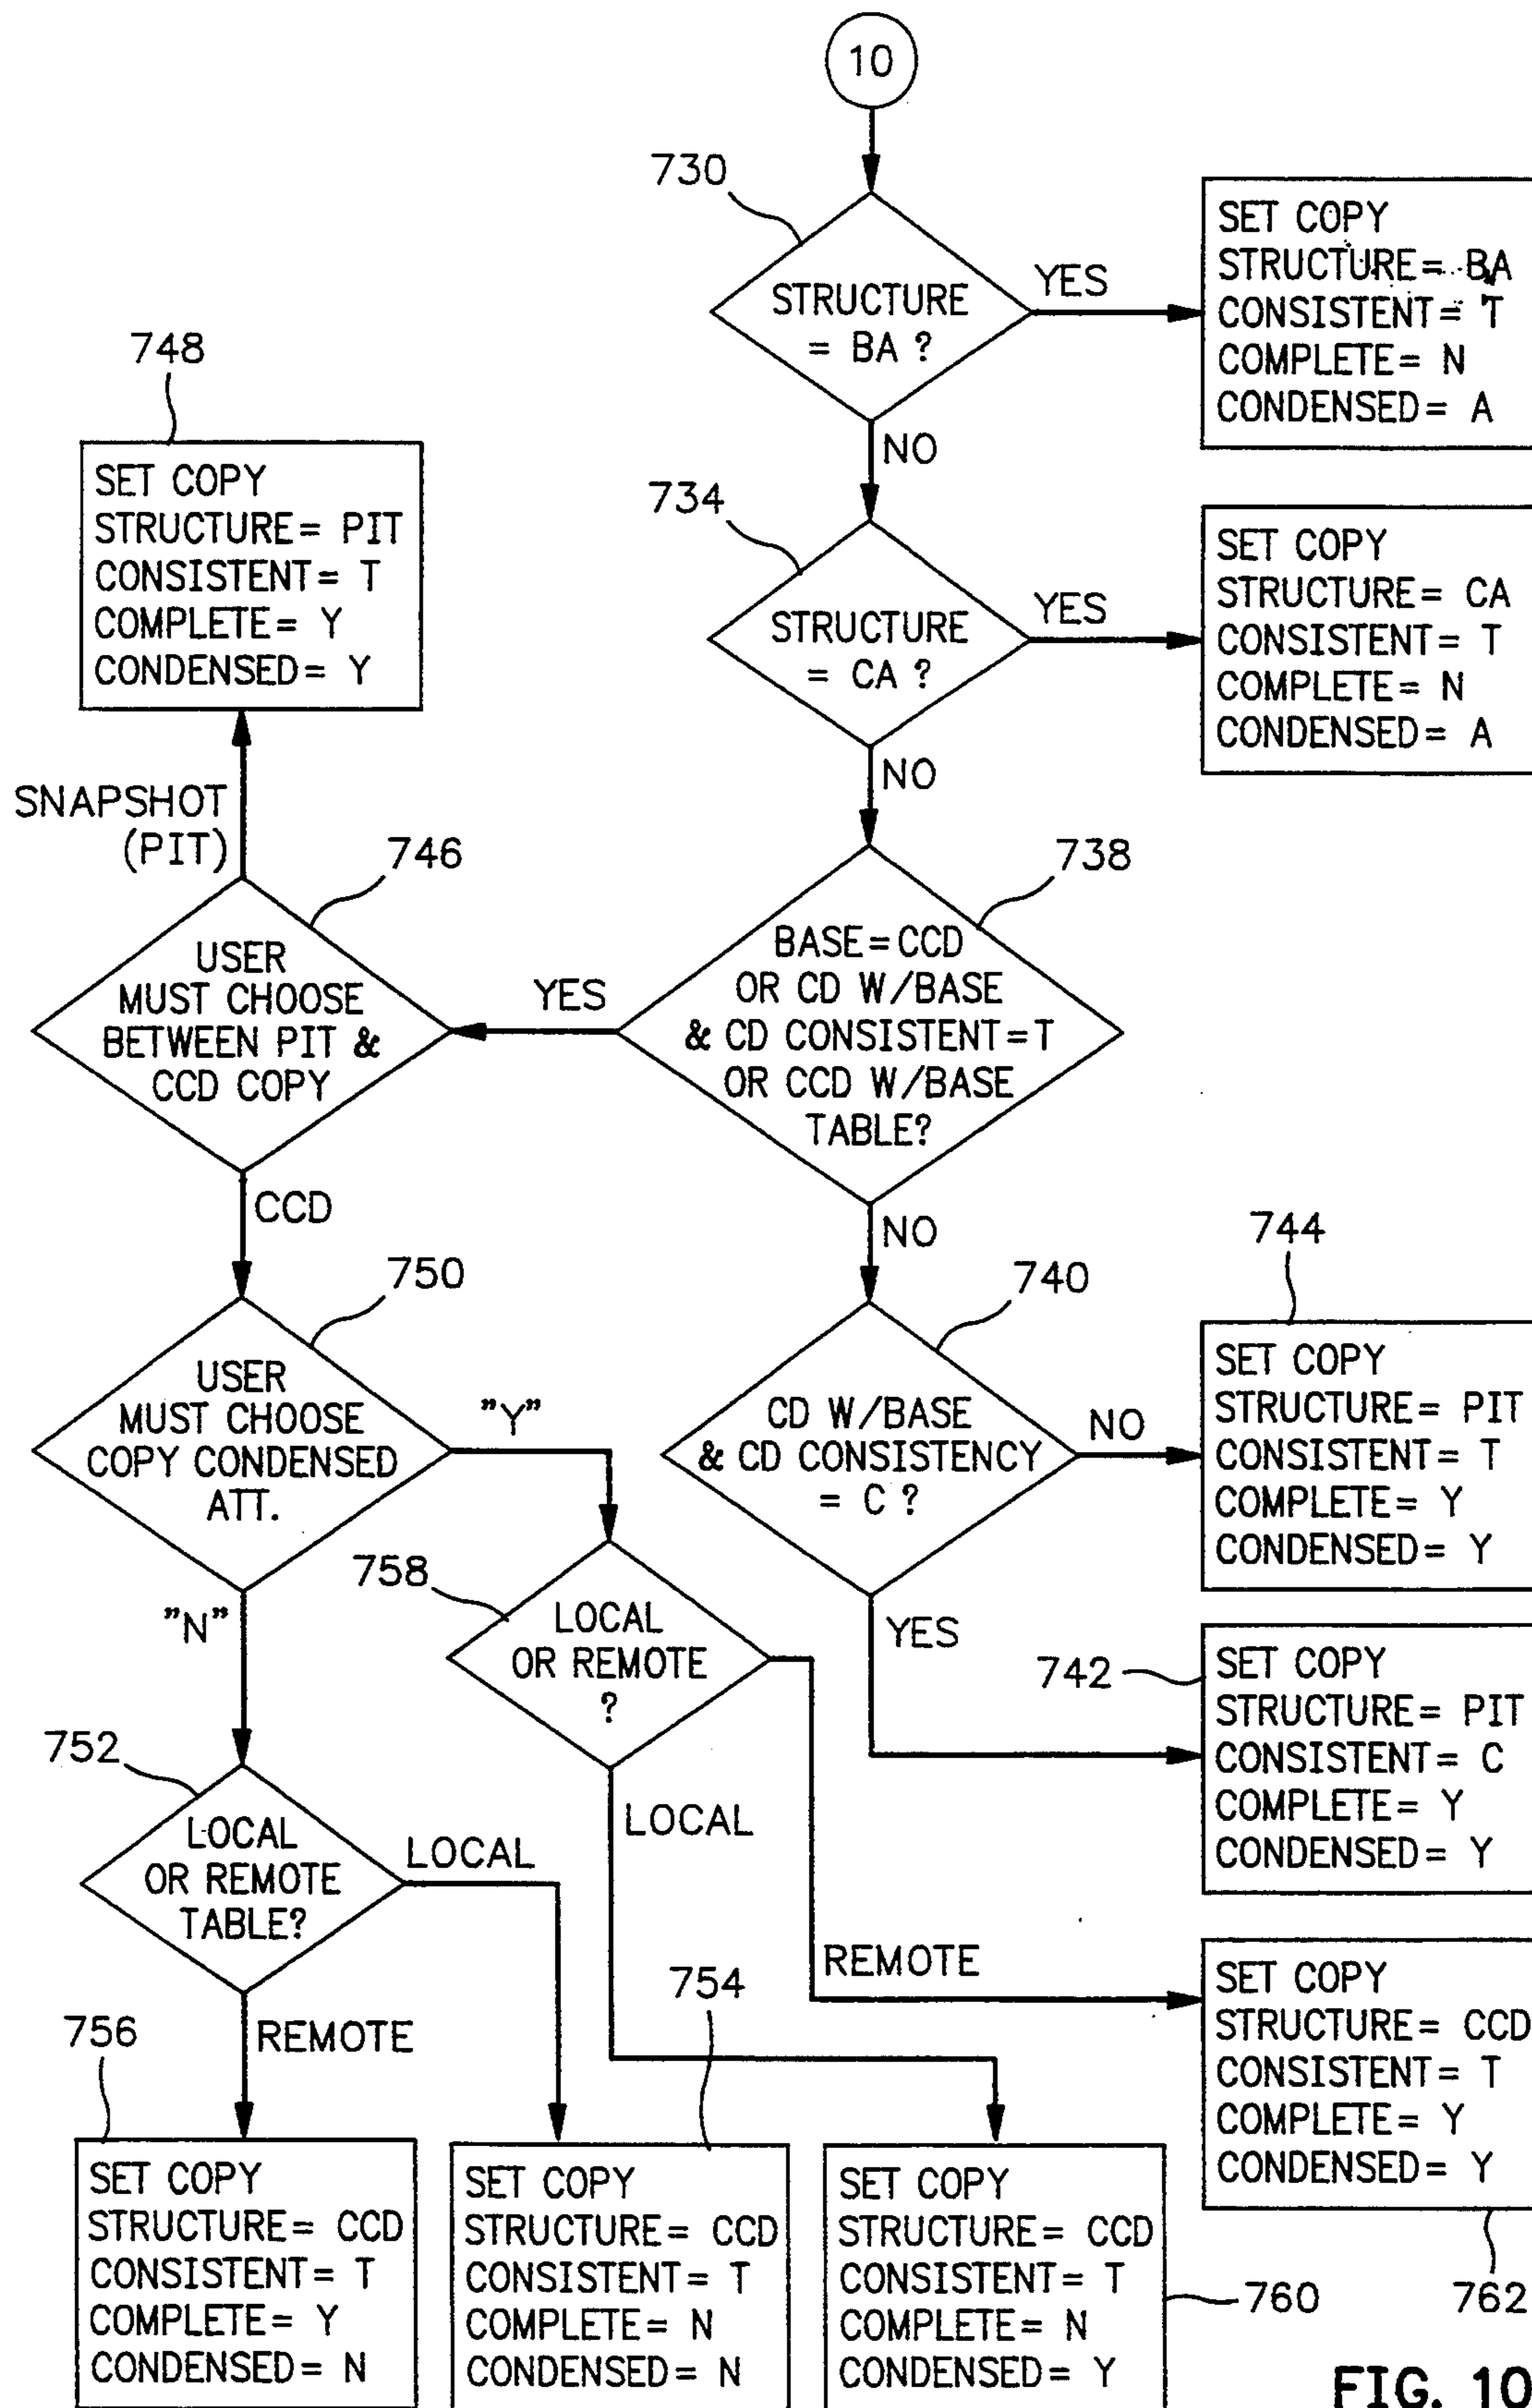 10
730
STRUCTURE
= BA ?
YES
SET COPY
STRUCTURE= BA
CONSISTENT= T
COMPLETE= N
CONDENSED= A
NO
734
STRUCTURE
= CA ?
YES
SET COPY
STRUCTURE= CA
CONSISTENT= T
COMPLETE= N
CONDENSED= A
NO
738
BASE=CCD
OR CD W/BASE
& CD CONSISTENT=T
OR CCD W/BASE
TABLE?
YES
NO
748
SET COPY
STRUCTURE= PIT
CONSISTENT= T
COMPLETE= Y
CONDENSED= Y
SNAPSHOT
(PIT)
746
USER
MUST CHOOSE
BETWEEN PIT &
CCD COPY
CCD
750
USER
MUST CHOOSE
COPY CONDENSED
ATT.
"Y"
"N"
740
CD W/BASE
& CD CONSISTENCY
= C ?
NO
YES
744
SET COPY
STRUCTURE= PIT
CONSISTENT= T
COMPLETE= Y
CONDENSED= Y
742
SET COPY
STRUCTURE= PIT
CONSISTENT= C
COMPLETE= Y
CONDENSED= Y
758
LOCAL
OR REMOTE
?
LOCAL
REMOTE
752
LOCAL
OR REMOTE
TABLE?
LOCAL
REMOTE
756
SET COPY
STRUCTURE= CCD
CONSISTENT= T
COMPLETE= Y
CONDENSED= N
754
SET COPY
STRUCTURE= CCD
CONSISTENT= T
COMPLETE= N
CONDENSED= N
SET COPY
STRUCTURE= CCD
CONSISTENT= T
COMPLETE= N
CONDENSED= Y
760
SET COPY
STRUCTURE= CCD
CONSISTENT= T
COMPLETE= Y
CONDENSED= Y
762
FIG. 10